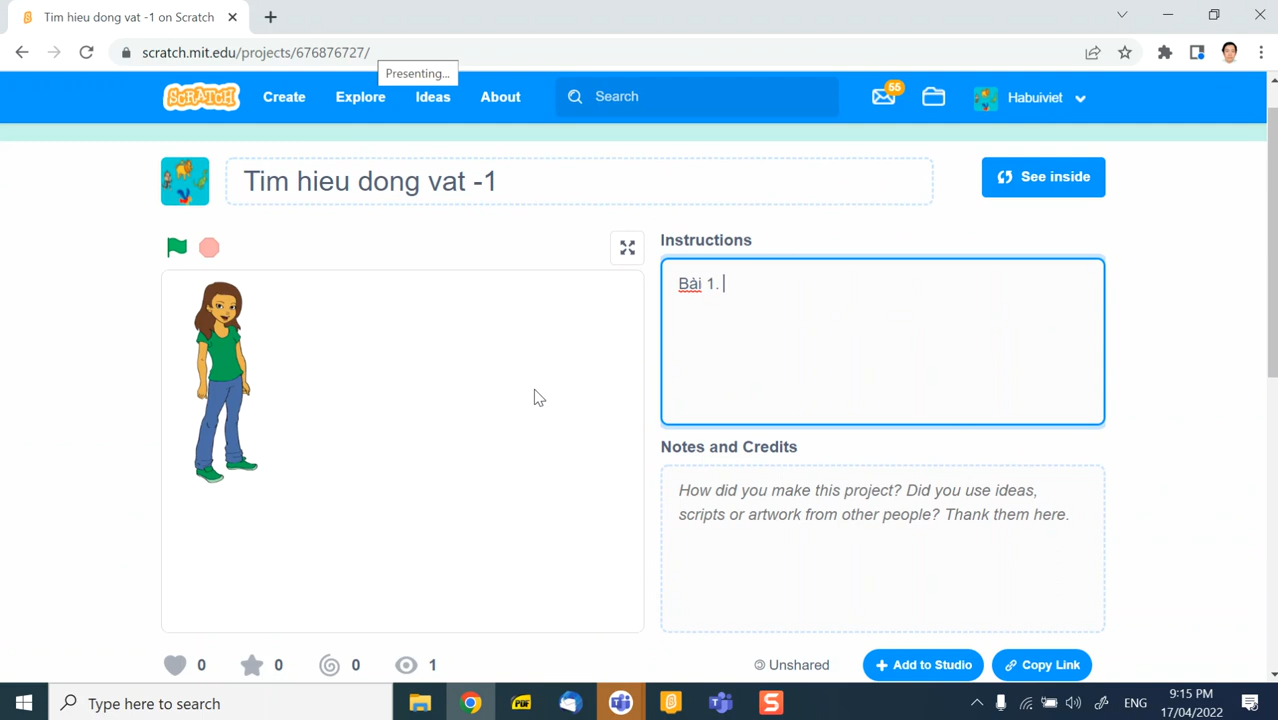 Tim hieu dong vat -1 on Scratch
scratch.mit.edu/projects/676876727/
Presenting...
SCRATCH
Create
Explore
Ideas
About
Search
55
Habuiviet
Tim hieu dong vat -1
See inside
Instructions
Bài 1.
Notes and Credits
How did you make this project? Did you use ideas,
scripts or artwork from other people? Thank them here.
0
0
0
1
Unshared
Add to Studio
Copy Link
Type here to search
PDF
S
ENG
9:15 PM
17/04/2022